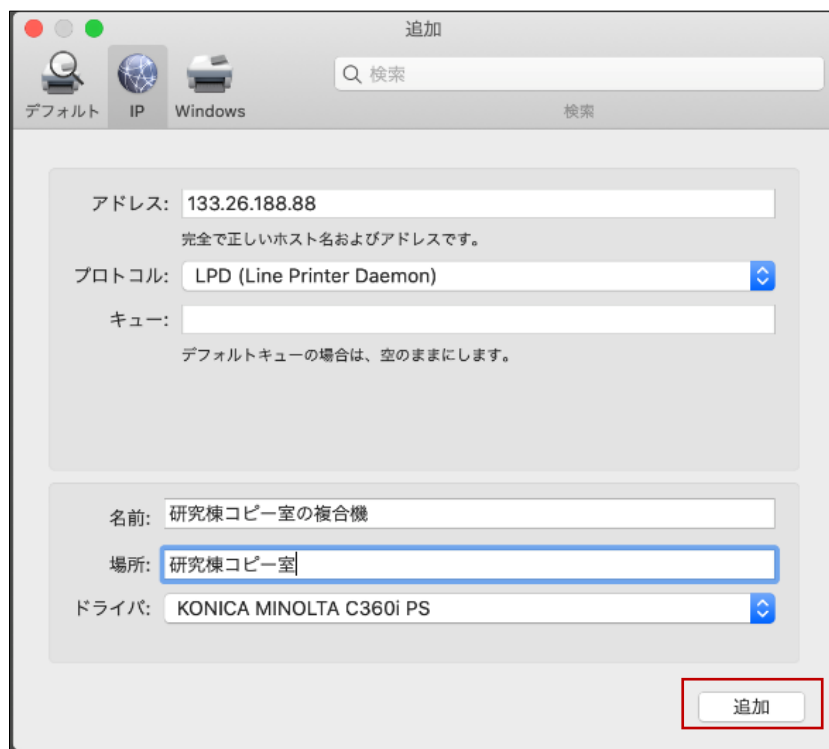 追加
検索
デフォルト IP Windows 検索
アドレス: 133.26.188.88
完全で正しいホスト名およびアドレスです。
プロトコル: LPD (Line Printer Daemon)
キュー:
デフォルトキューの場合は、空のままにします。
名前: 研究棟コピー室の複合機
場所: 研究棟コピー室
ドライバ: KONICA MINOLTA C360i PS
追加